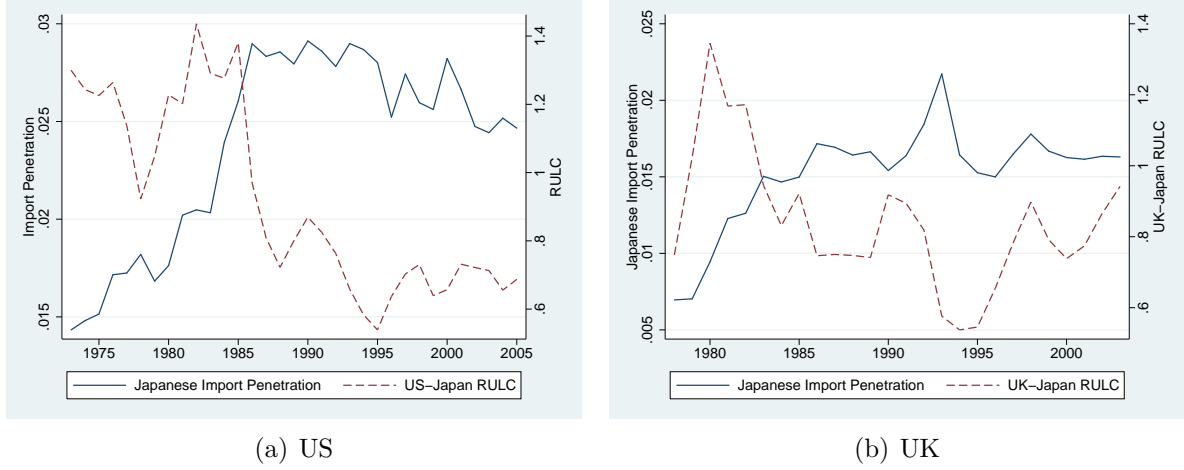 .03
.025
.02
.015
Import Penetration
1.4
1.2
1
.8
.6
RULC
1975 1980 1985 1990 1995 2000 2005
Japanese Import Penetration US−Japan RULC
(a) US
.025
.02
.015
.01
.005
Japanese Import Penetration
1.4
1.2
1
.8
.6
UK−Japan RULC
1980 1985 1990 1995 2000
Japanese Import Penetration UK−Japan RULC
(b) UK